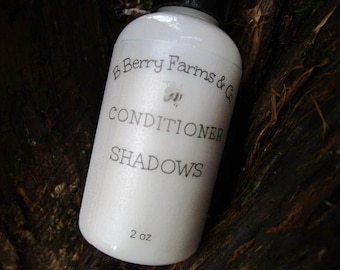 B. Berry Farms & Co
CONDITIONER
SHADOWS
2 oz